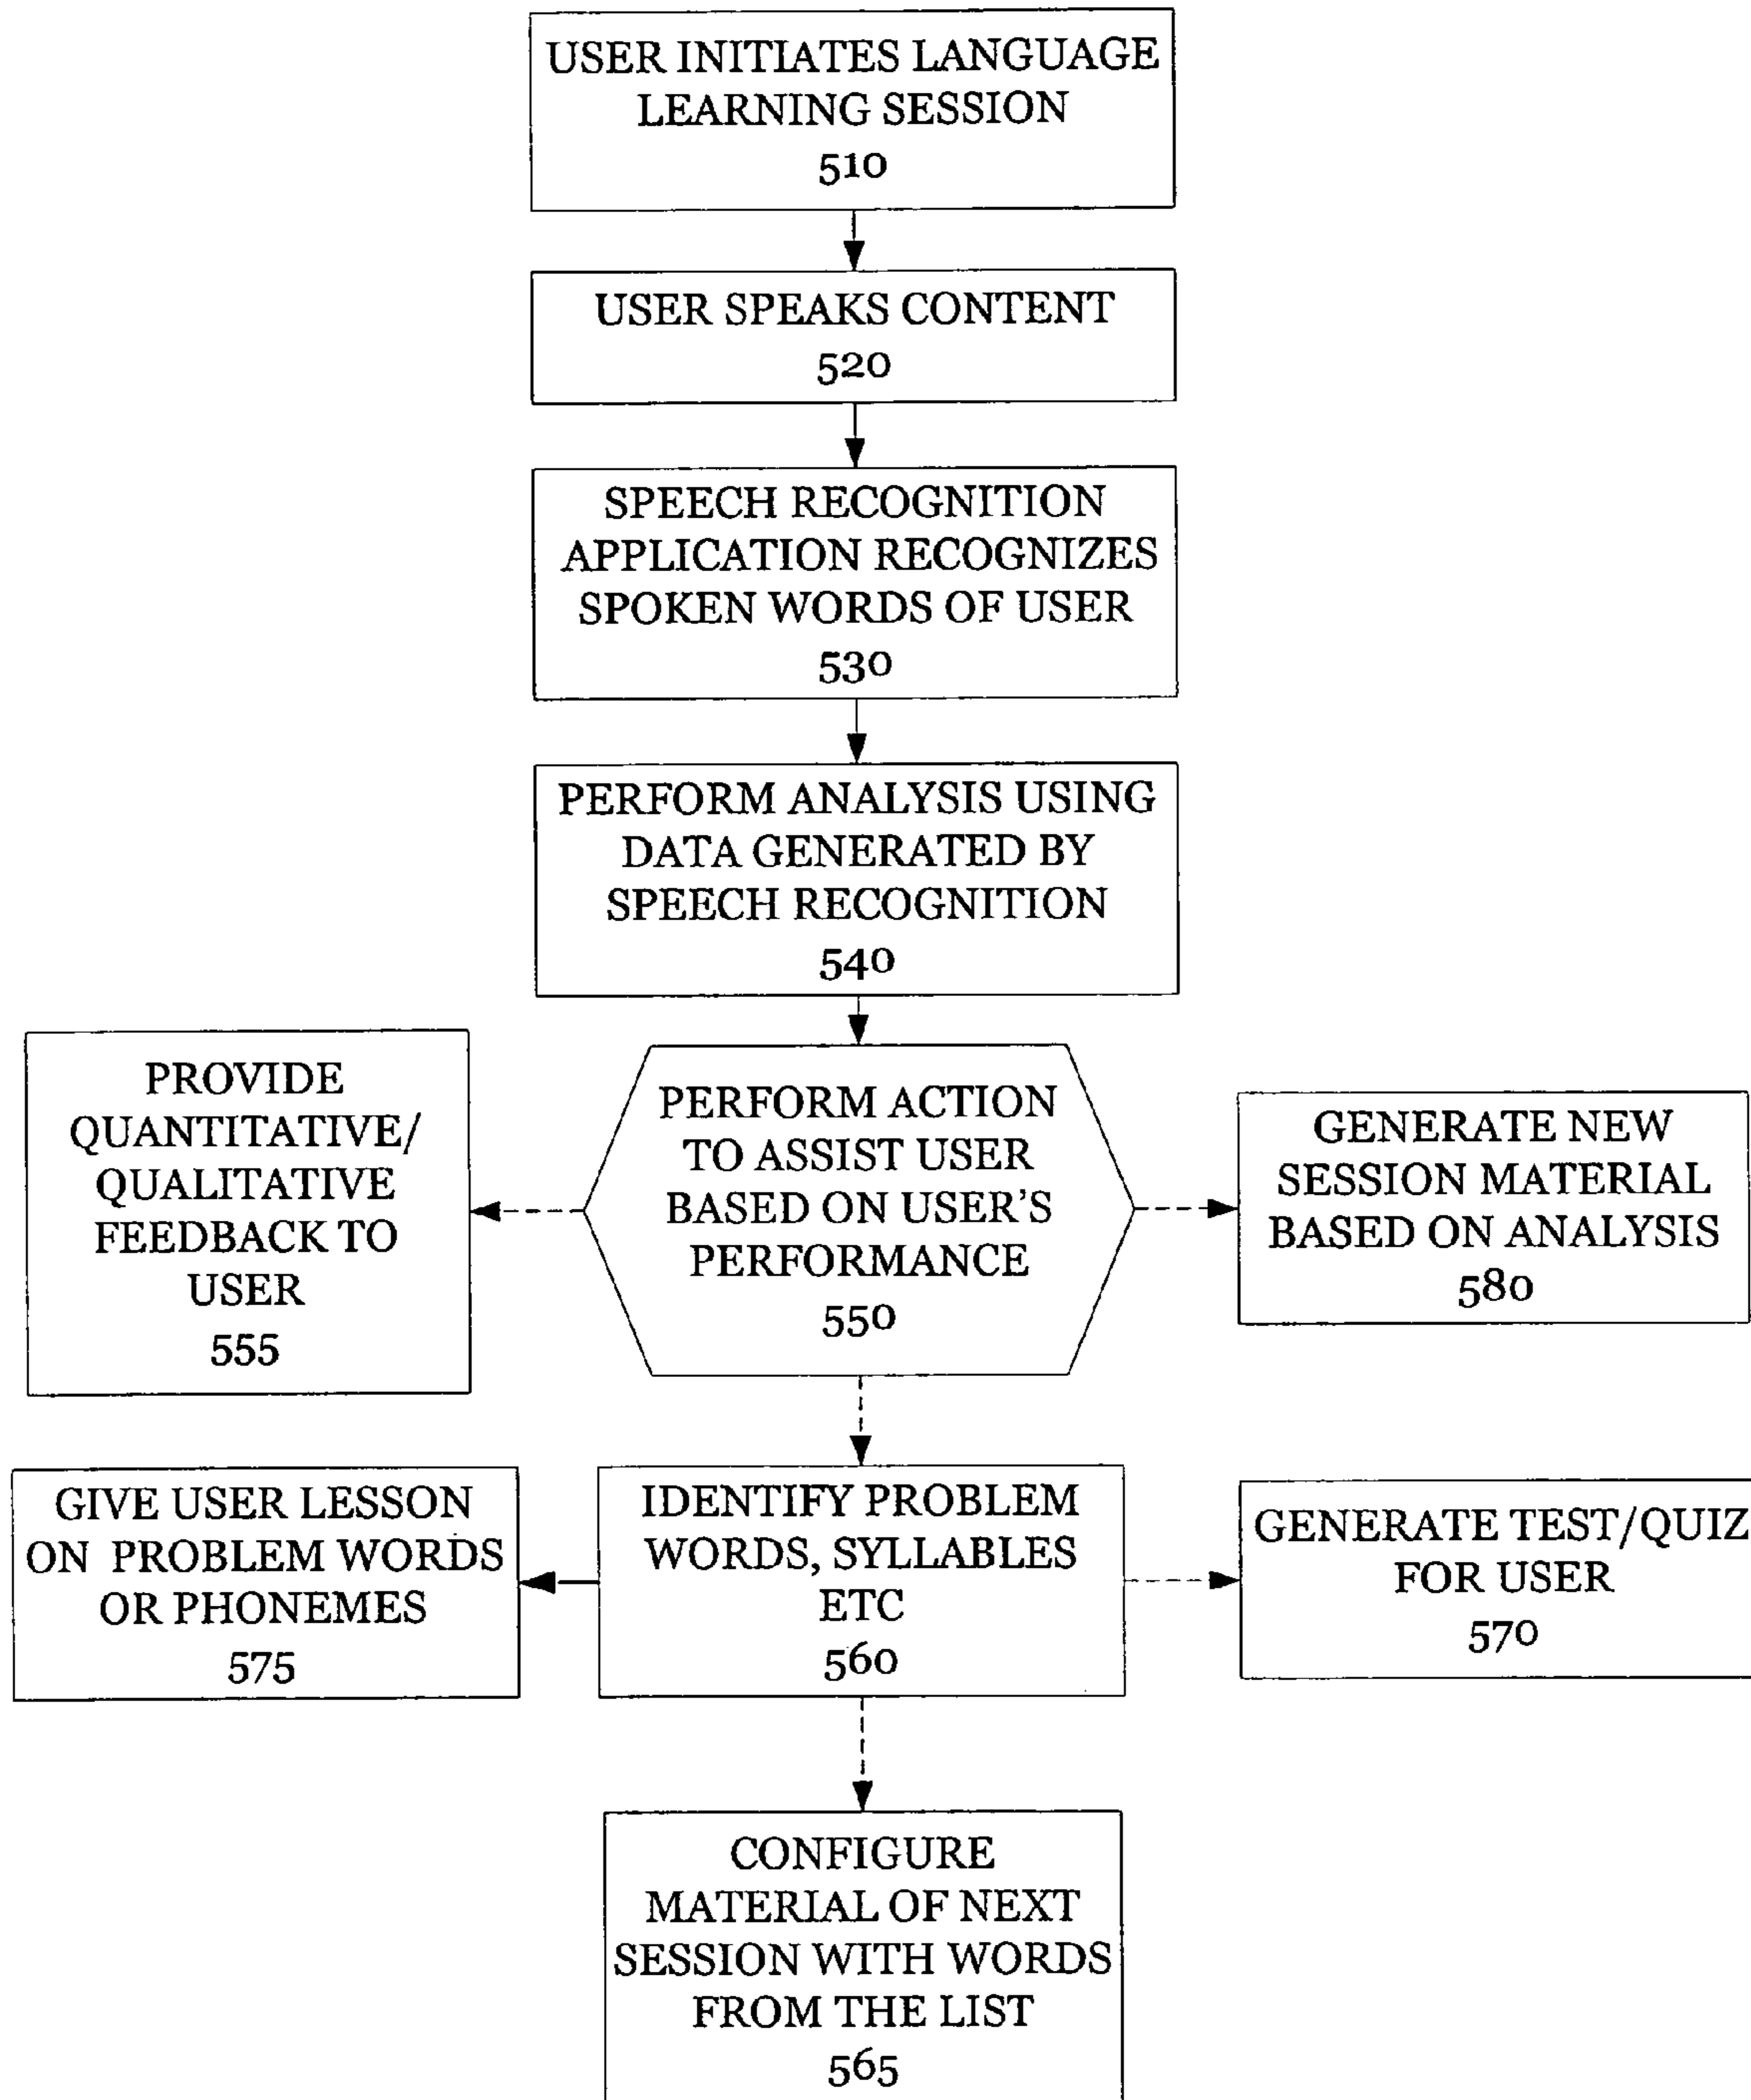 USER INITIATES LANGUAGE
LEARNING SESSION
510
USER SPEAKS CONTENT
520
SPEECH RECOGNITION
APPLICATION RECOGNIZES
SPOKEN WORDS OF USER
530
PERFORM ANALYSIS USING
DATA GENERATED BY
SPEECH RECOGNITION
540
PROVIDE
QUANTITATIVE/
QUALITATIVE
FEEDBACK TO
USER
555
PERFORM ACTION
TO ASSIST USER
BASED ON USER'S
PERFORMANCE
550
GENERATE NEW
SESSION MATERIAL
BASED ON ANALYSIS
580
GIVE USER LESSON
ON PROBLEM WORDS
OR PHONEMES
575
IDENTIFY PROBLEM
WORDS, SYLLABLES
ETC
560
GENERATE TEST/QUIZ
FOR USER
570
CONFIGURE
MATERIAL OF NEXT
SESSION WITH WORDS
FROM THE LIST
565